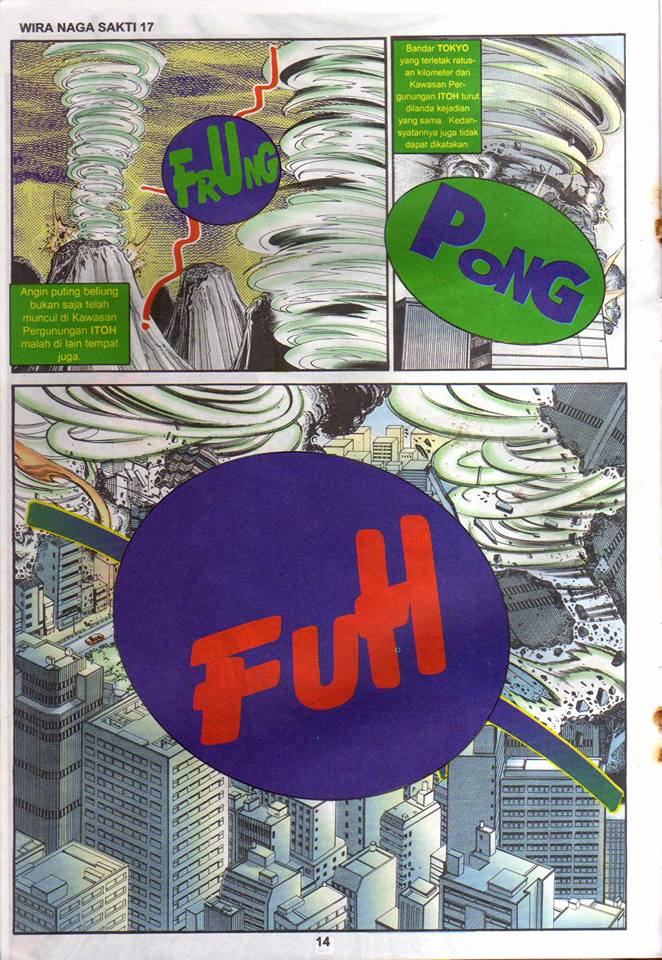 WIRA NAGA SAKTI 17
FRUNG
Angin puting beliung
bukan saja telah
muncul di Kawasan
Pergunungan ITOH
malah di lain tempat
juga.
Bandar TOKYO
yang terletak ratus-
an kilometer dari
Kawasan Per-
gunungan ITOH turut
dilanda kejadian
yang sama. Kedah-
syatannya juga tidak
dapat dikatakan.
PONG
FUH
14